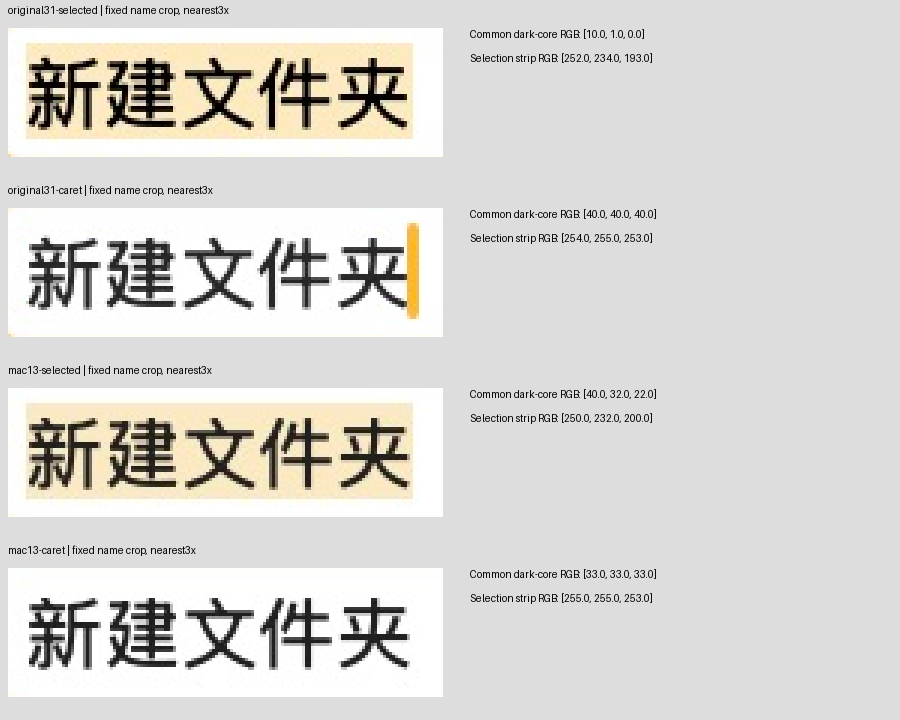 original31-selected | fixed name crop, nearest3x
Common dark-core RGB: [10.0, 1.0, 0.0]
新建文件夹
Selection strip RGB: [252.0, 234.0, 193.0]
original31-caret | fixed name crop, nearest3x
Common dark-core RGB: [40.0, 40.0, 40.0]
新建文件夹
Selection strip RGB: [254.0, 255.0, 253.0]
mac13-selected | fixed name crop, nearest3x
Common dark-core RGB: [40.0, 32.0, 22.0]
新建文件夹
Selection strip RGB: [250.0, 232.0, 200.0]
mac13-caret | fixed name crop, nearest3x
Common dark-core RGB: [33.0, 33.0, 33.0]
新建文件夹
Selection strip RGB: [255.0, 255.0, 253.0]